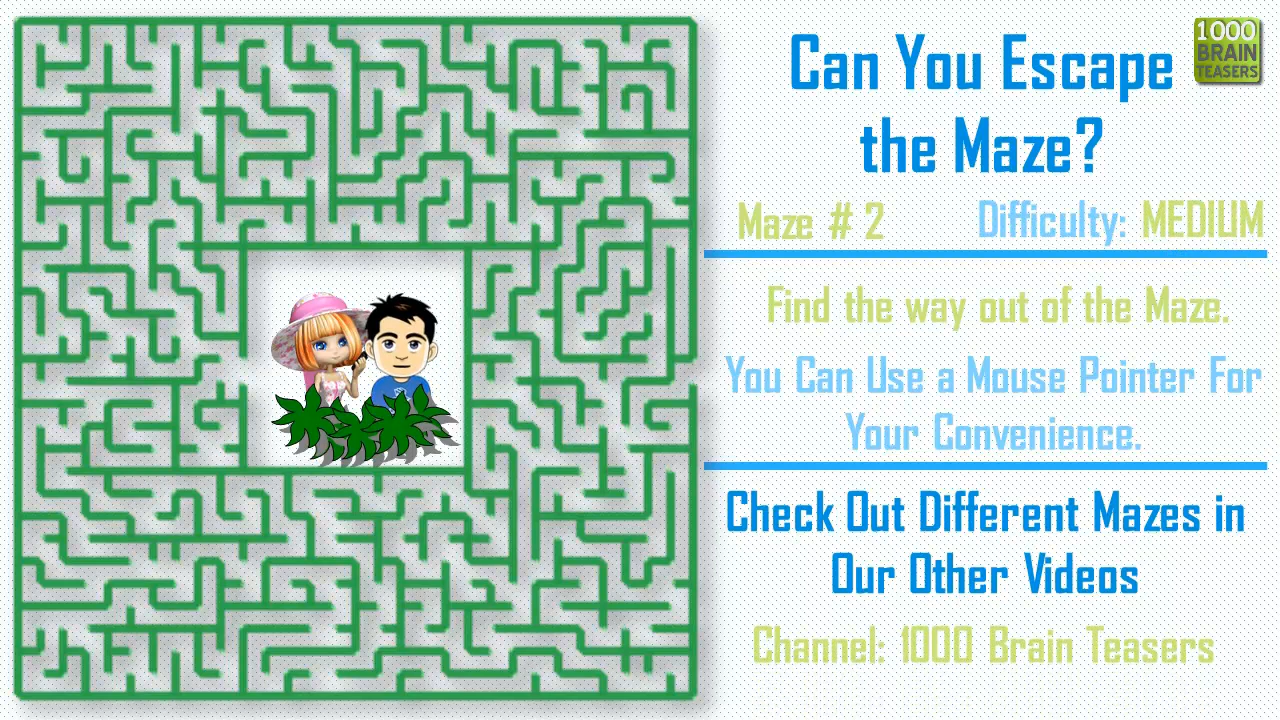 Can You Escape
the Maze?
1000
BRAIN
TEASERS
Maze # 2
Difficulty: MEDIUM
Find the way out of the Maze.
You Can Use a Mouse Pointer For
Your Convenience.
Check Out Different Mazes in
Our Other Videos
Channel: 1000 Brain Teasers